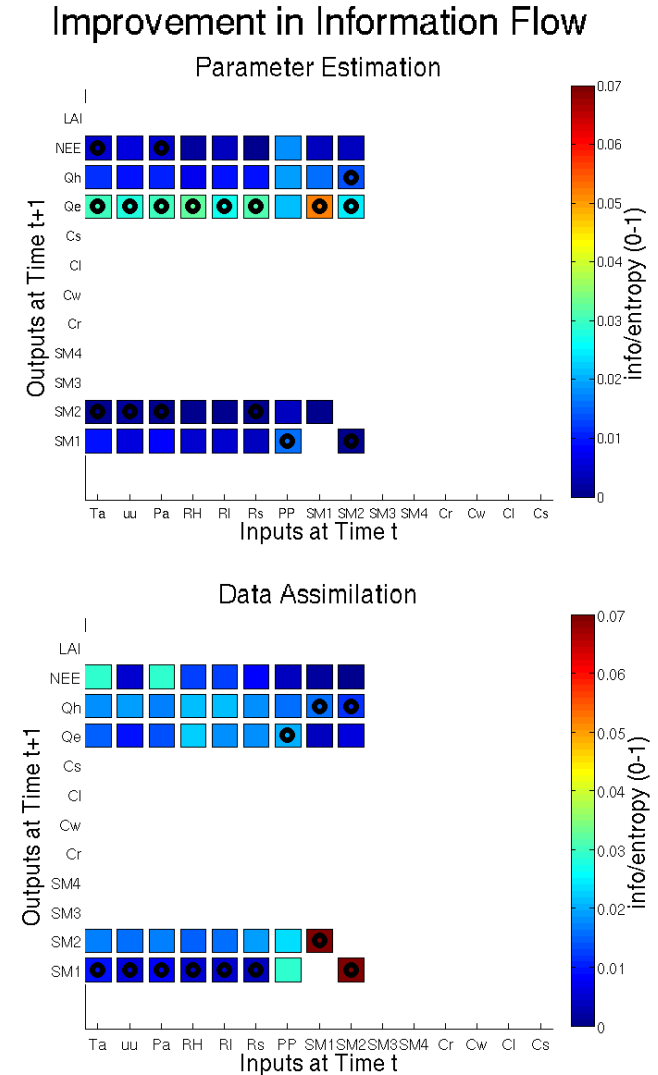 Improvement in Information Flow
Parameter Estimation
LAI
NEE
Qh
Qe
Cs
Cl
Cw
Cr
SM4
SM3
SM2
SM1
Outputs at Time t+1
Ta uu Pa RH Rl Rs PP SM1 SM2 SM3 SM4 Cr Cw Cl Cs
Inputs at Time t
0.07
0.06
0.05
0.04
0.03
0.02
0.01
0
info/entropy (0-1)
Data Assimilation
LAI
NEE
Qh
Qe
Cs
Cl
Cw
Cr
SM4
SM3
SM2
SM1
Outputs at Time t+1
Ta uu Pa RH Rl Rs PP SM1 SM2 SM3 SM4 Cr Cw Cl Cs
Inputs at Time t
0.07
0.06
0.05
0.04
0.03
0.02
0.01
0
info/entropy (0-1)